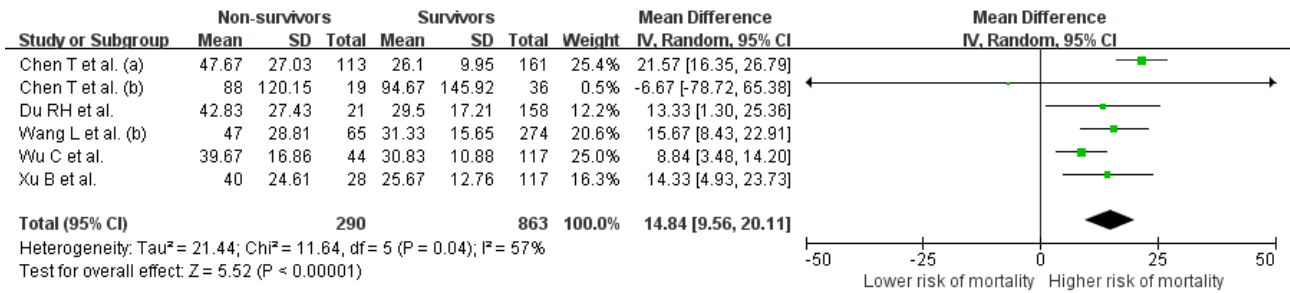 Non-survivors Survivors Mean Difference Mean Difference
Study or Subgroup Mean SD Total Mean SD Total Weight IV, Random, 95% CI IV, Random, 95% CI
Chen T et al. (a) 47.67 27.03 113 26.1 9.95 161 25.4% 21.57 [16.35, 26.79]
Chen T et al. (b) 88 120.15 19 94.67 145.92 36 0.5% -6.67 [-78.72, 65.38]
Du RH et al. 42.83 27.43 21 29.5 17.21 158 12.2% 13.33 [1.30, 25.36]
Wang L et al. (b) 47 28.81 65 31.33 15.65 274 20.6% 15.67 [8.43, 22.91]
Wu C et al. 39.67 16.86 44 30.83 10.88 117 25.0% 8.84 [3.48, 14.20]
Xu B et al. 40 24.61 28 25.67 12.76 117 16.3% 14.33 [4.93, 23.73]
Total (95% CI) 290 863 100.0% 14.84 [9.56, 20.11]
Heterogeneity: Tau² = 21.44; Chi² = 11.64, df = 5 (P = 0.04); I² = 57%
Test for overall effect: Z = 5.52 (P < 0.00001)
-50 -25 0 25 50
Lower risk of mortality Higher risk of mortality